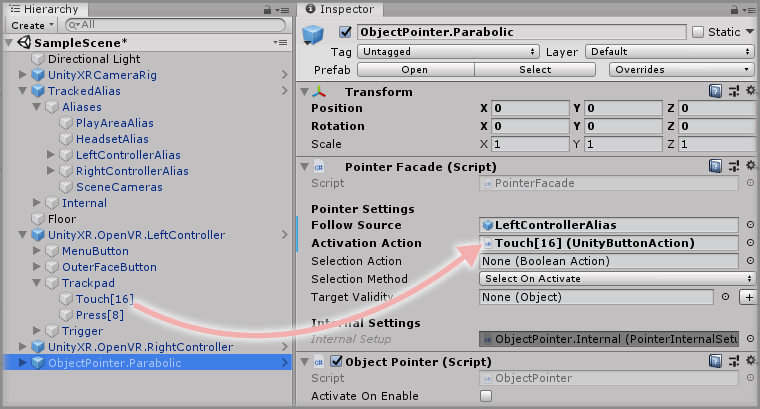 Hierarchy
Create
All
SampleScene*
Directional Light
UnityXRCameraRig
TrackedAlias
Aliases
PlayAreaAlias
HeadsetAlias
LeftControllerAlias
RightControllerAlias
SceneCameras
Internal
Floor
UnityXR.OpenVR.LeftController
MenuButton
OuterFaceButton
Trackpad
Touch[16]
Press[8]
Trigger
UnityXR.OpenVR.RightController
ObjectPointer.Parabolic
Inspector
ObjectPointer.Parabolic Static
Tag Untagged Layer Default
Prefab Open Select Overrides
Transform
Position X 0 Y 0 Z 0
Rotation X 0 Y 0 Z 0
Scale X 1 Y 1 Z 1
Pointer Facade (Script)
Script PointerFacade
Pointer Settings
Follow Source LeftControllerAlias
Activation Action Touch[16] (UnityButtonAction)
Selection Action None (Boolean Action)
Selection Method Select On Activate
Target Validity None (Object)
Internal Settings
Internal Setup ObjectPointer.Internal (PointerInternalSetu
Object Pointer (Script)
Script ObjectPointer
Activate On Enable